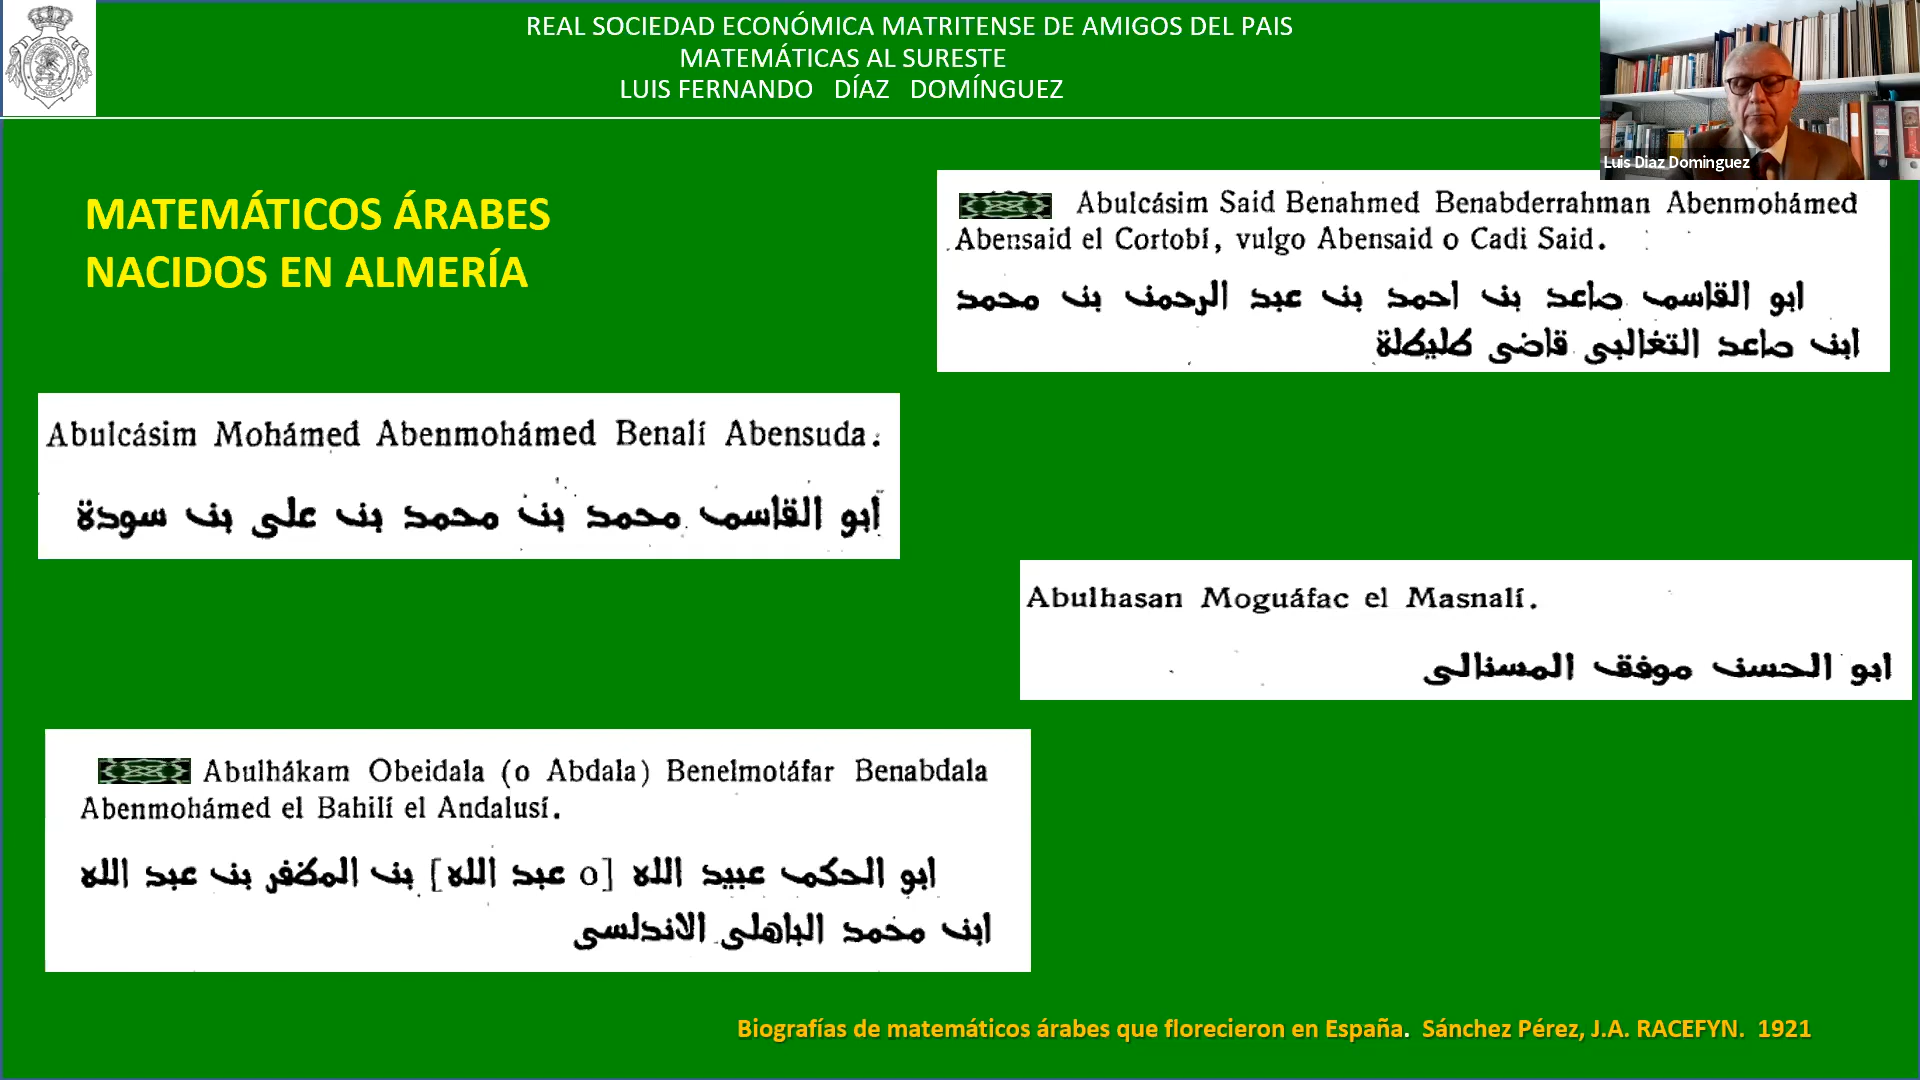 REAL SOCIEDAD ECONÓMICA MATRITENSE DE AMIGOS DEL PAIS
MATEMÁTICAS AL SURESTE
LUIS FERNANDO DÍAZ DOMÍNGUEZ
Luis Diaz Dominguez
MATEMÁTICOS ÁRABES
NACIDOS EN ALMERÍA
Abulcásim Said Benahmed Benabderrahman Abenmohámed
Abensaid el Cortobí, vulgo Abensaid o Cadi Said.
ابو القاسم صاعد بن احمد بن عبد الرحمن بن محمد
ابن صاعد التغالبى قاضى طليطلة
Abulcásim Mohámed Abenmohámed Benalí Abensuda.
أبو القاسم محمد بن محمد بن على بن سودة
Abulhasan Moguáfac el Masnalí.
ابو الحسن موفق المسنالى
Abulhákam Obeidala (o Abdala) Benelmotáfar Benabdala
Abenmohámed el Bahilí el Andalusí.
ابو الحكم عبيد الله [o عبد الله] بن المظفر بن عبد الله
ابن محمد الباهلى الاندلسى
Biografías de matemáticos árabes que florecieron en España. Sánchez Pérez, J.A. RACEFYN. 1921